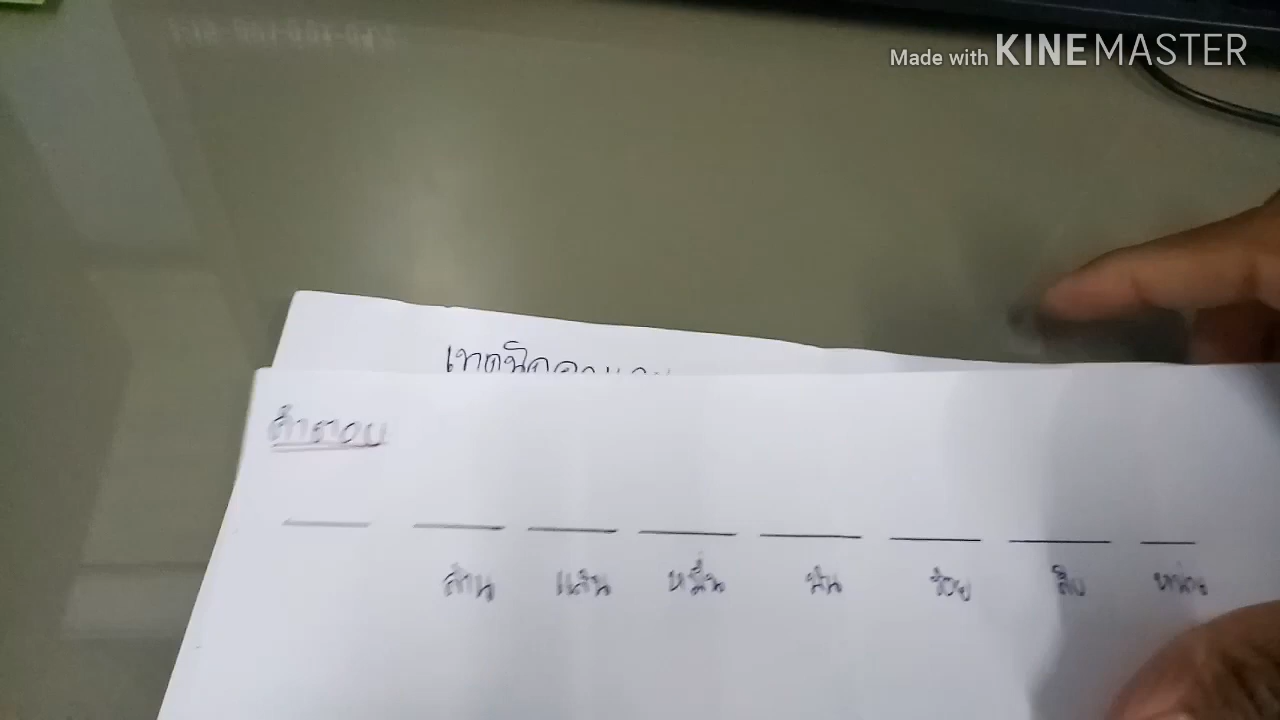 Made with KINEMASTER
คำตอบ
ล้าน แสน หมื่น พัน ร้อย สิบ หน่วย